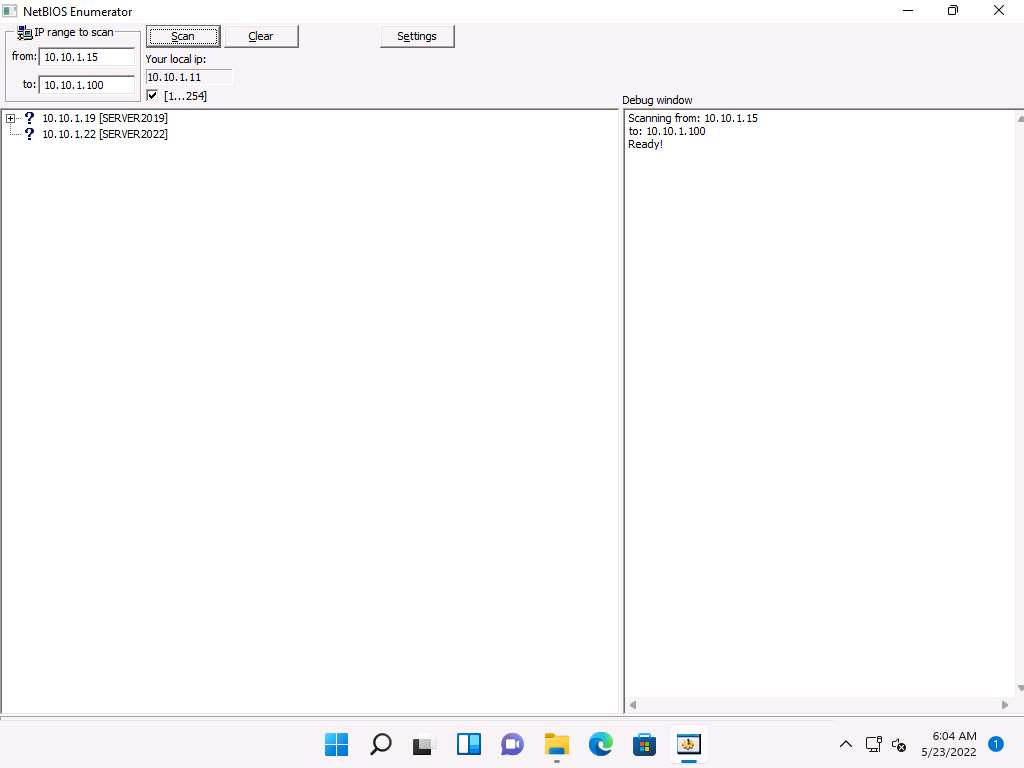 NetBIOS Enumerator
IP range to scan
from: 10.10.1.15
to: 10.10.1.100
Scan
Clear
Settings
Your local ip:
10.10.1.11
[1...254]
Debug window
? 10.10.1.19 [SERVER2019]
? 10.10.1.22 [SERVER2022]
Scanning from: 10.10.1.15
to: 10.10.1.100
Ready!
6:04 AM
5/23/2022
1